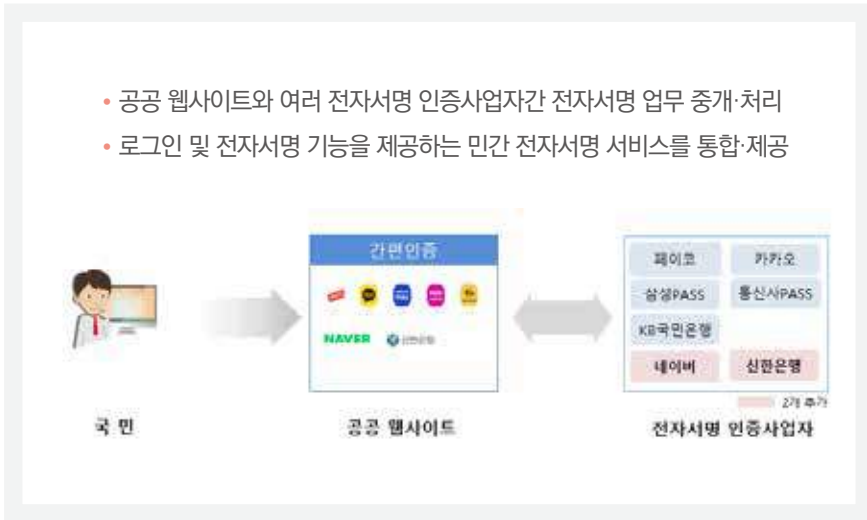 • 공공 웹사이트와 여러 전자서명 인증사업자간 전자서명 업무 중개·처리
• 로그인 및 전자서명 기능을 제공하는 민간 전자서명 서비스를 통합·제공
간편인증
페이코
카카오
삼성PASS
통신사PASS
KB국민은행
NAVER
신한은행
네이버
신한은행
2개 추가
국 민
공공 웹사이트
전자서명 인증사업자